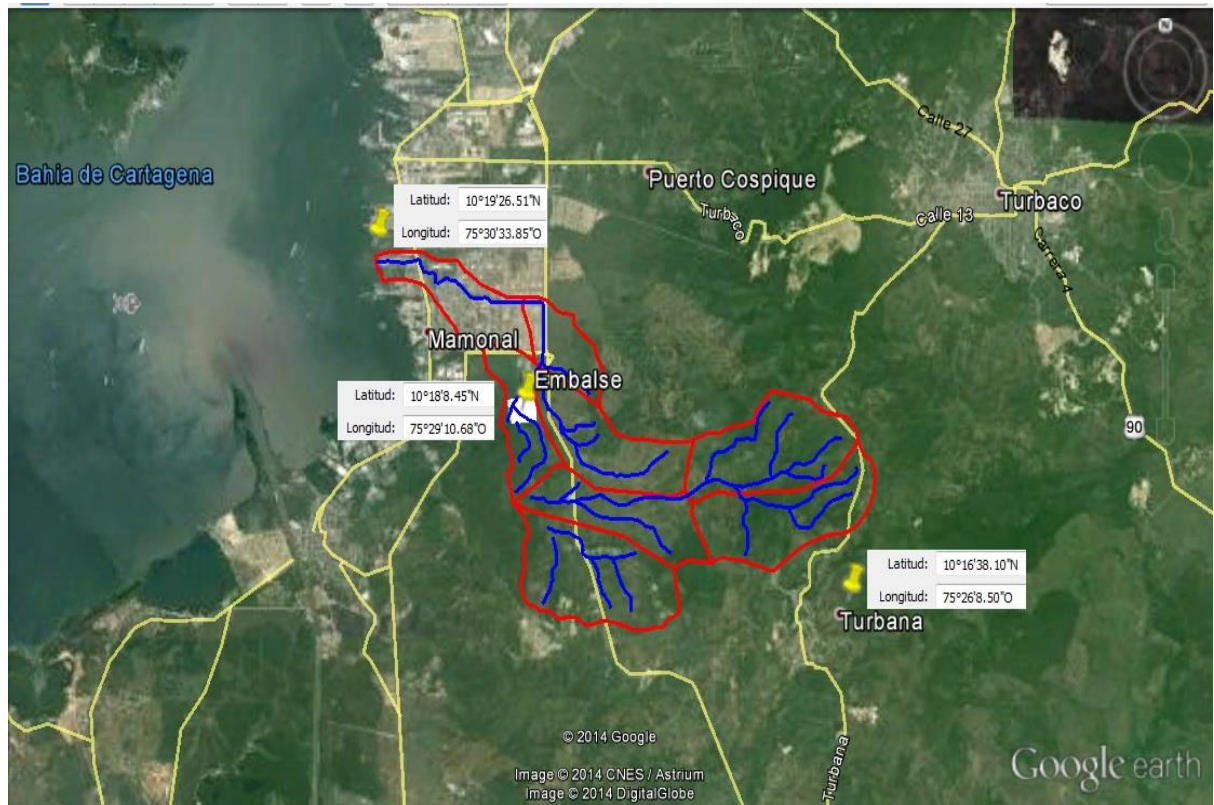 N
Calle 27
Bahia de Cartagena
Puerto Cospique
Turbaco
Latitud: 10°19'26.51"N
Longitud: 75°30'33.85"O
Turbaco
Calle 13
Carrera 4
Mamonal
Embalse
Latitud: 10°18'8.45"N
Longitud: 75°29'10.68"O
90
Latitud: 10°16'38.10"N
Longitud: 75°26'8.50"O
Turbana
Turbana
© 2014 Google
Image © 2014 CNES / Astrium
Image © 2014 DigitalGlobe
Google earth